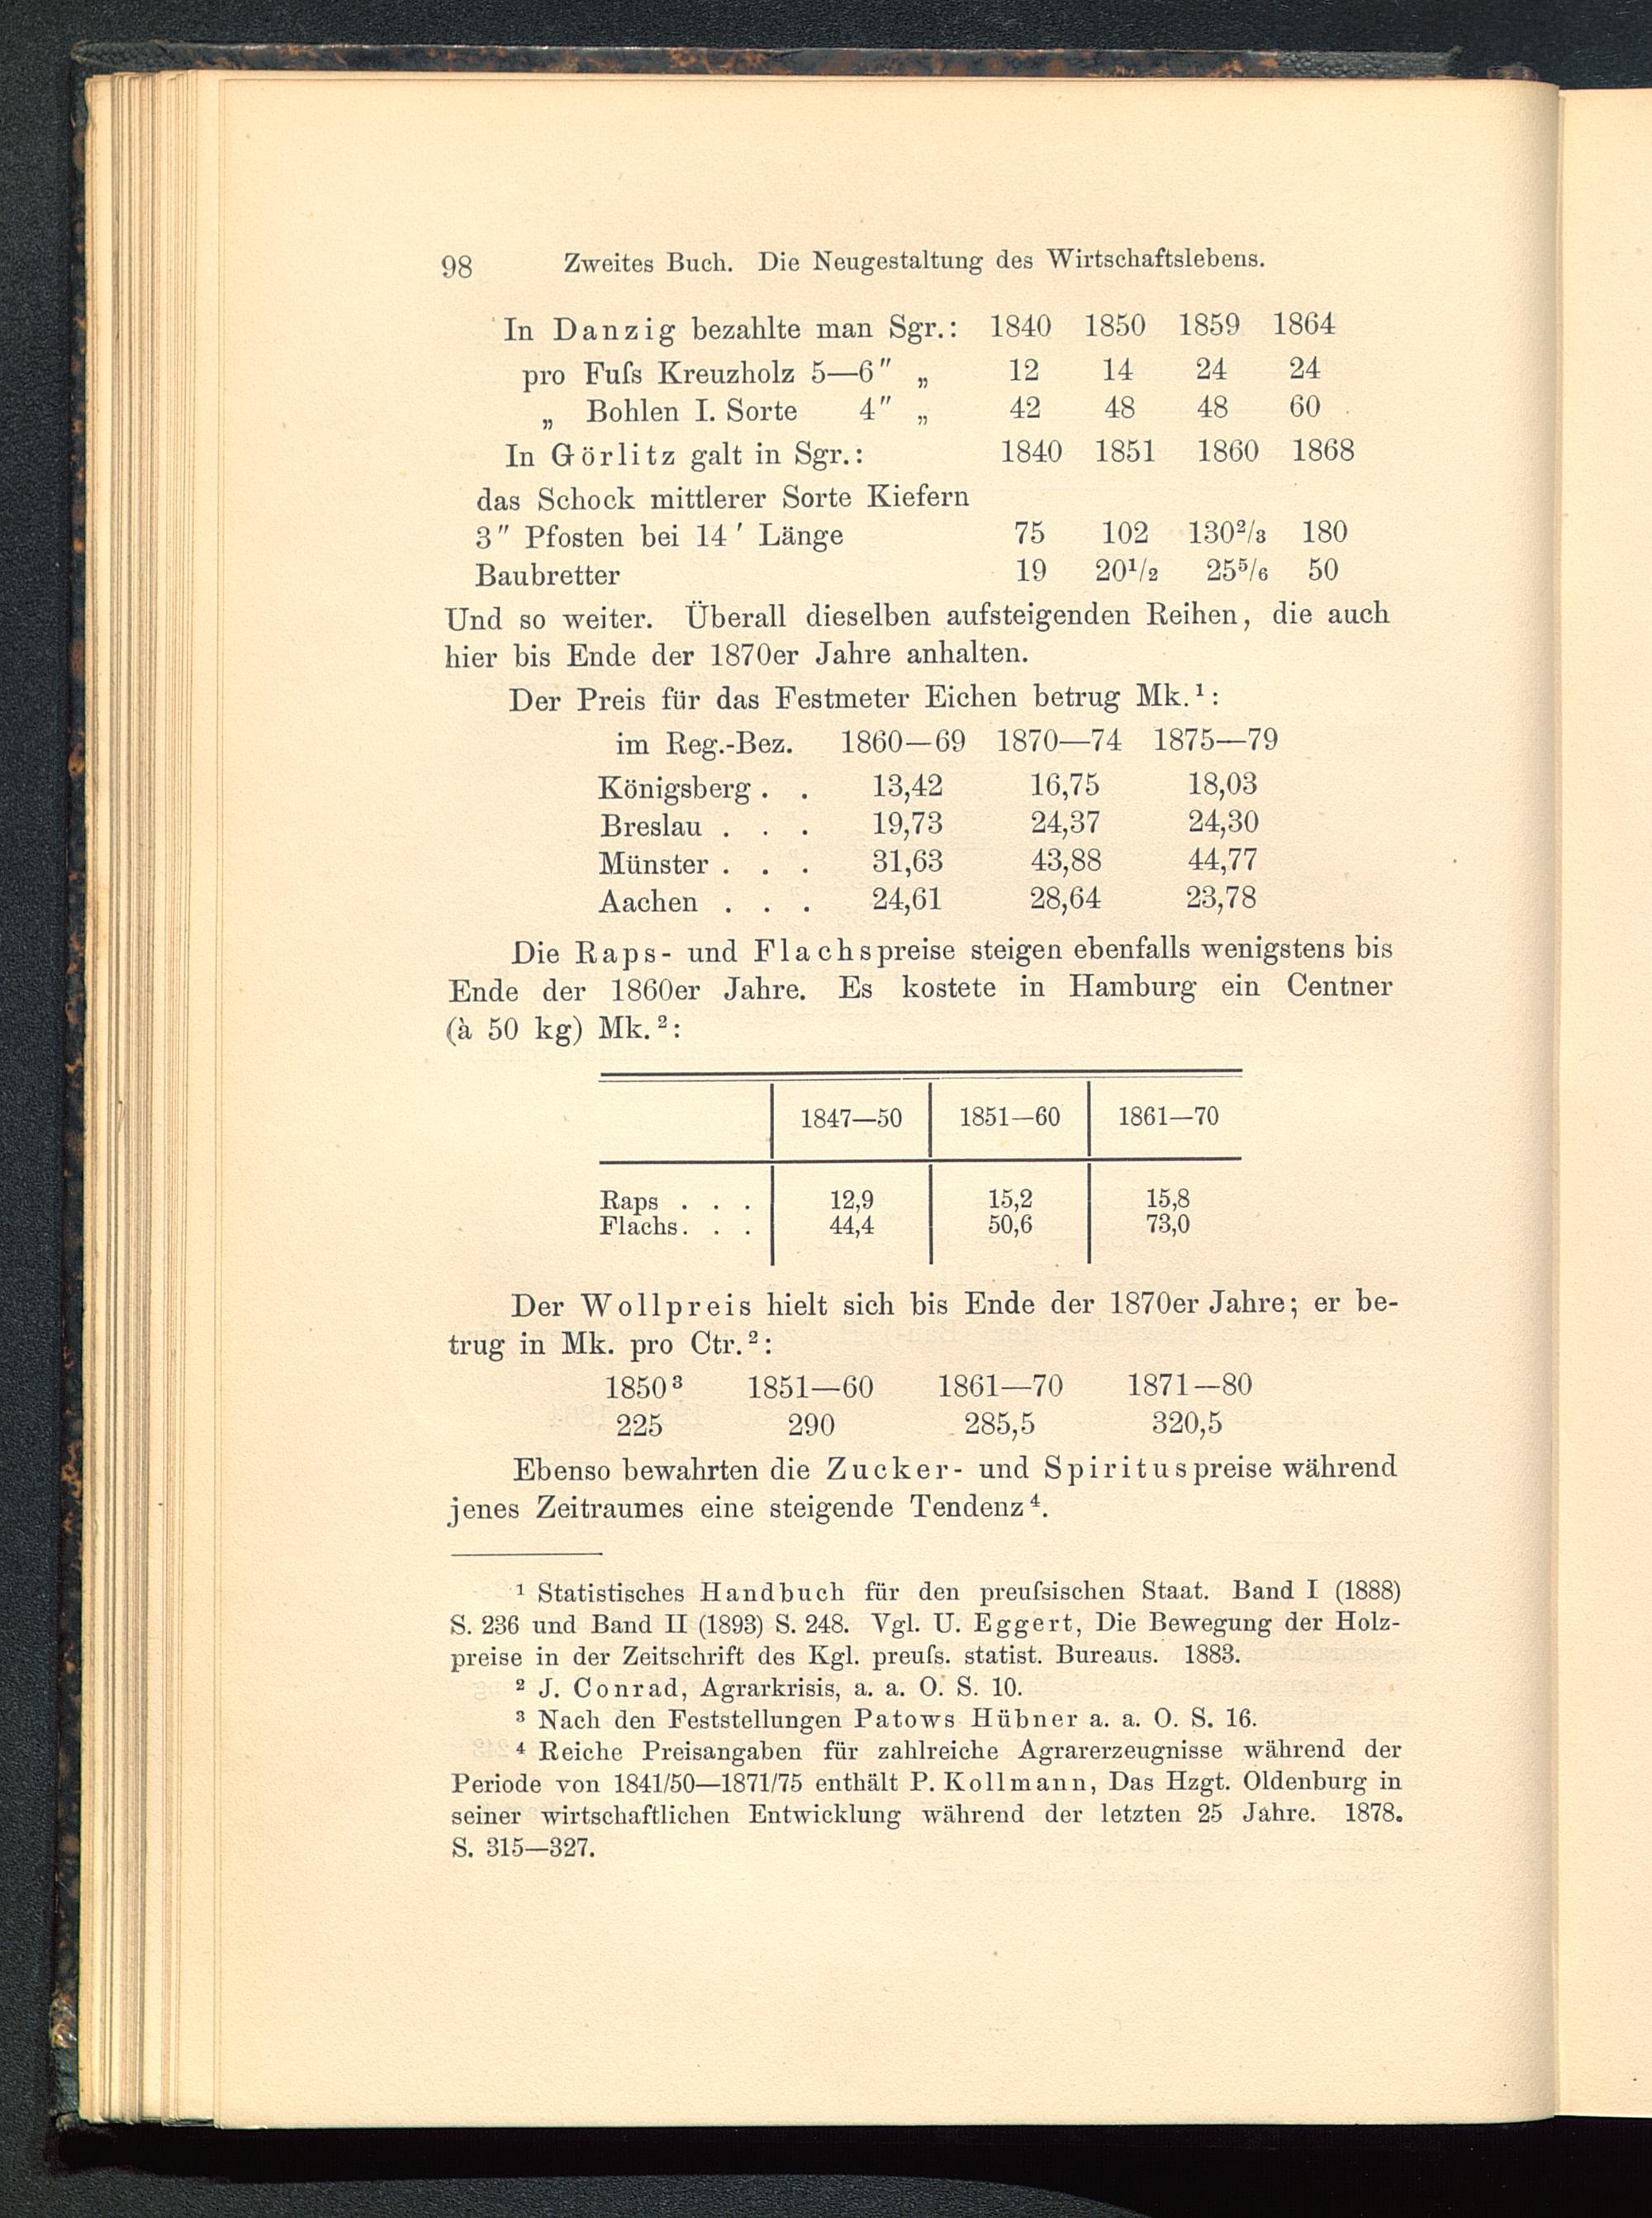 98 Zweites Buch. Die Neugestaltung des Wirtschaftslebens.
In Danzig bezahlte man Sgr.: 1840 1850 1859 1864
pro Fuſs Kreuzholz 5—6″ „ 12 14 24 24
„ Bohlen I. Sorte 4″ „ 42 48 48 60
In Görlitz galt in Sgr.: 1840 1851 1860 1868
das Schock mittlerer Sorte Kiefern
3″ Pfosten bei 14′ Länge 75 102 130²/₃ 180
Baubretter 19 20¹/₂ 25⁵/₆ 50
Und so weiter. Überall dieselben aufsteigenden Reihen, die auch
hier bis Ende der 1870er Jahre anhalten.
Der Preis für das Festmeter Eichen betrug Mk.¹:
im Reg.-Bez. 1860—69 1870—74 1875—79
Königsberg . . 13,42 16,75 18,03
Breslau . . . 19,73 24,37 24,30
Münster . . . 31,63 43,88 44,77
Aachen . . . 24,61 28,64 23,78
Die Raps- und Flachspreise steigen ebenfalls wenigstens bis
Ende der 1860er Jahre. Es kostete in Hamburg ein Centner
(à 50 kg) Mk.²:
1847—50 1851—60 1861—70
Raps . . . 12,9 15,2 15,8
Flachs. . . 44,4 50,6 73,0
Der Wollpreis hielt sich bis Ende der 1870er Jahre; er be-
trug in Mk. pro Ctr.²:
1850³ 1851—60 1861—70 1871—80
225 290 285,5 320,5
Ebenso bewahrten die Zucker- und Spirituspreise während
jenes Zeitraumes eine steigende Tendenz⁴.
¹ Statistisches Handbuch für den preuſsischen Staat. Band I (1888)
S. 236 und Band II (1893) S. 248. Vgl. U. Eggert, Die Bewegung der Holz-
preise in der Zeitschrift des Kgl. preuſs. statist. Bureaus. 1883.
² J. Conrad, Agrarkrisis, a. a. O. S. 10.
³ Nach den Feststellungen Patows Hübner a. a. O. S. 16.
⁴ Reiche Preisangaben für zahlreiche Agrarerzeugnisse während der
Periode von 1841/50—1871/75 enthält P. Kollmann, Das Hzgt. Oldenburg in
seiner wirtschaftlichen Entwicklung während der letzten 25 Jahre. 1878.
S. 315—327.